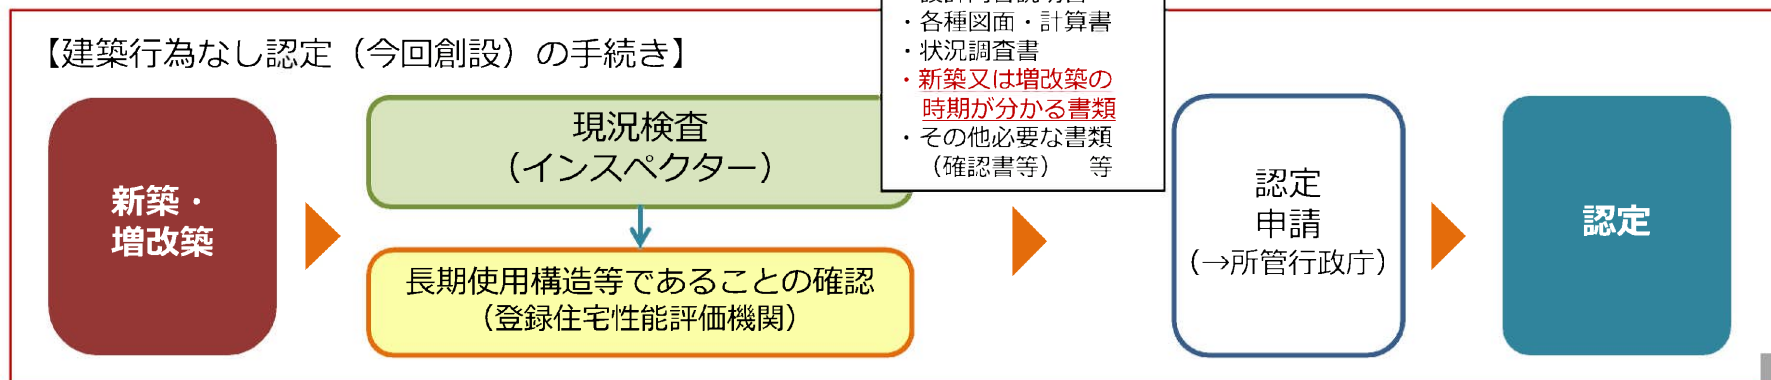 【建築行為なし認定（今回創設）の手続き】
新築・
増改築
現況検査
（インスペクター）
長期使用構造等であることの確認
（登録住宅性能評価機関）
・各種図面・計算書
・状況調査書
・新築又は増改築の
時期が分かる書類
・その他必要な書類
（確認書等）　等
認定
申請
（→所管行政庁）
認定